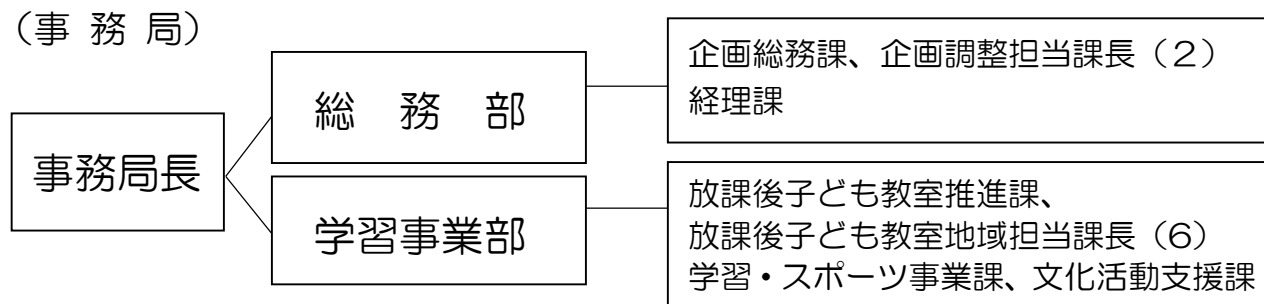 （事 務 局）
事務局長
総　務　部
企画総務課、企画調整担当課長（２）
経理課
学習事業部
放課後子ども教室推進課、
放課後子ども教室地域担当課長（６）
学習・スポーツ事業課、文化活動支援課